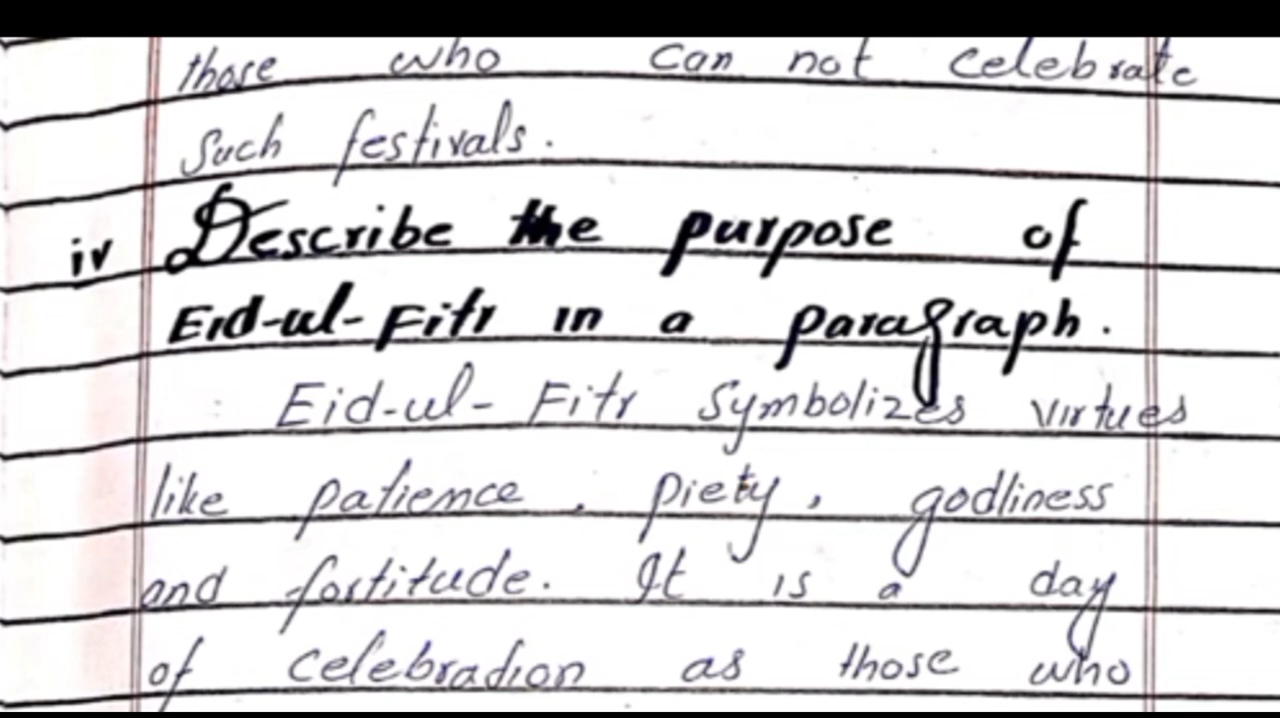 those who can not celebrate
such festivals.
iv Describe the purpose of
Eid-ul-Fitr in a paragraph.
Eid-ul-Fitr symbolizes virtues
like patience, piety, godliness
and fortitude. It is a day
of celebration as those who